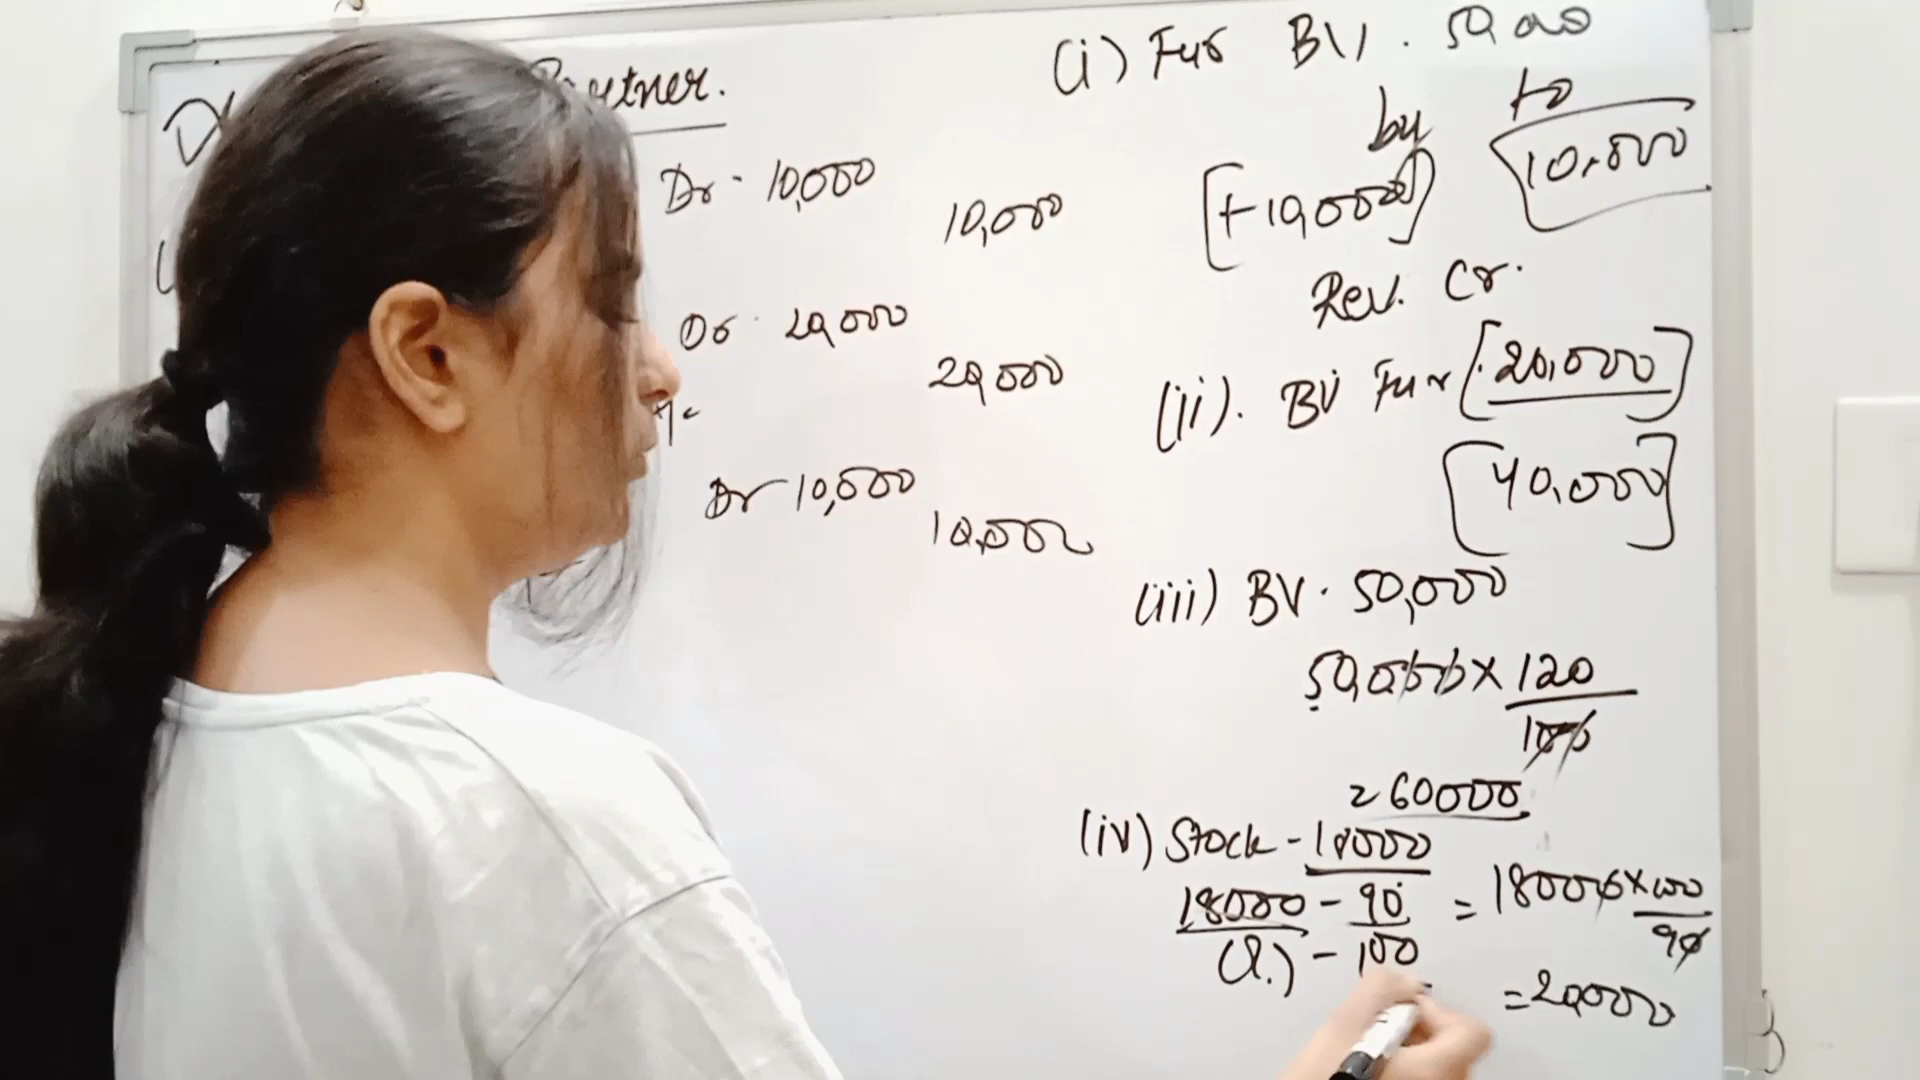 Partner.
Dr - 10,000
10,000
Dr 20,000
20,000
Dr 10,000
10,000
(i) Fur BV. 50,000
by to
[+10,000] 10,000
Rev. Cr.
(ii). BV Fur [20,000]
[40,000]
(iii) BV. 50,000
50,000 x 120
100
= 60000
(iv) Stock - 18000
18000 - 90 = 18000 x 100
(?) - 100 90
= 20,000